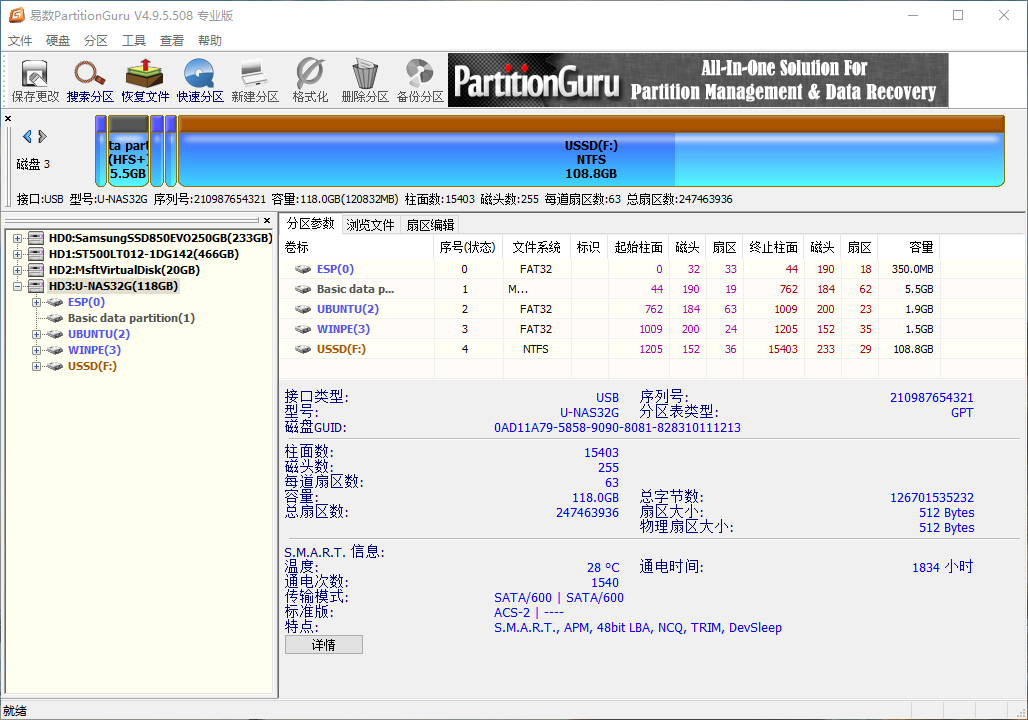 易数PartitionGuru V4.9.5.508 专业版
文件 硬盘 分区 工具 查看 帮助
保存更改 搜索分区 恢复文件 快速分区 新建分区 格式化 删除分区 备份分区
PartitionGuru All-In-One Solution For
Partition Management & Data Recovery
磁盘 3
ta part
(HFS+)
5.5GB
USSD(F:)
NTFS
108.8GB
接口:USB 型号:U-NAS32G 序列号:210987654321 容量:118.0GB(120832MB) 柱面数:15403 磁头数:255 每道扇区数:63 总扇区数:247463936
HD0:SamsungSSD850EVO250GB(233GB)
HD1:ST500LT012-1DG142(466GB)
HD2:MsftVirtualDisk(20GB)
HD3:U-NAS32G(118GB)
ESP(0)
Basic data partition(1)
UBUNTU(2)
WINPE(3)
USSD(F:)
分区参数 浏览文件 扇区编辑
卷标 序号(状态) 文件系统 标识 起始柱面 磁头 扇区 终止柱面 磁头 扇区 容量
ESP(0) 0 FAT32 0 32 33 44 190 18 350.0MB
Basic data p... 1 M... 44 190 19 762 184 62 5.5GB
UBUNTU(2) 2 FAT32 762 184 63 1009 200 23 1.9GB
WINPE(3) 3 FAT32 1009 200 24 1205 152 35 1.5GB
USSD(F:) 4 NTFS 1205 152 36 15403 233 29 108.8GB
接口类型: USB 序列号: 210987654321
型号: U-NAS32G 分区表类型: GPT
磁盘GUID: 0AD11A79-5858-9090-8081-828310111213
柱面数: 15403
磁头数: 255
每道扇区数: 63
容量: 118.0GB 总字节数: 126701535232
总扇区数: 247463936 扇区大小: 512 Bytes
物理扇区大小: 512 Bytes
S.M.A.R.T. 信息:
温度: 28 ºC 通电时间: 1834 小时
通电次数: 1540
传输模式: SATA/600 | SATA/600
标准版: ACS-2 | ----
特点: S.M.A.R.T., APM, 48bit LBA, NCQ, TRIM, DevSleep
详情
就绪